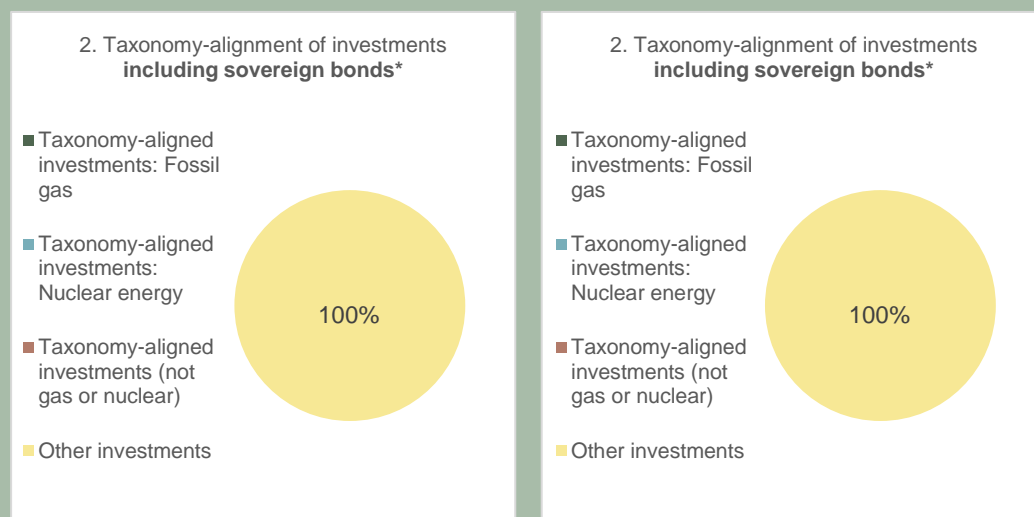 2. Taxonomy-alignment of investments
including sovereign bonds*
Taxonomy-aligned
investments: Fossil
gas
Taxonomy-aligned
investments:
Nuclear energy
Taxonomy-aligned
investments (not
gas or nuclear)
Other investments
100%
2. Taxonomy-alignment of investments
including sovereign bonds*
Taxonomy-aligned
investments: Fossil
gas
Taxonomy-aligned
investments:
Nuclear energy
Taxonomy-aligned
investments (not
gas or nuclear)
Other investments
100%